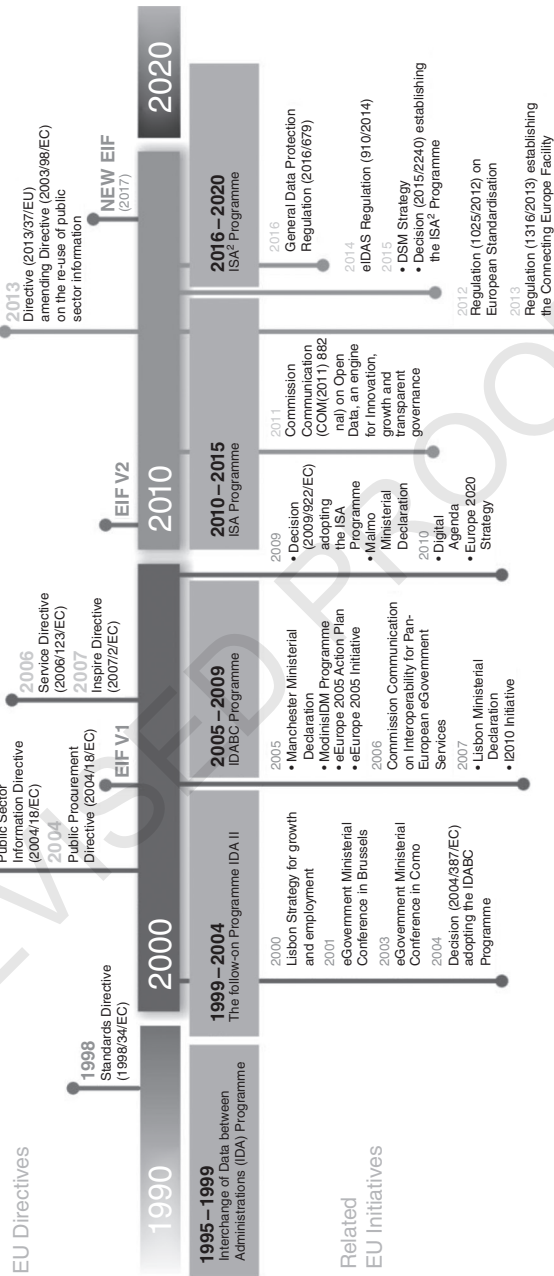 EU Directives
1998
Standards Directive
(1998/34/EC)
Public Sector
Information Directive
(2004/18/EC)
2004
Public Procurement
Directive (2004/18/EC)
EIF V1
2006
Service Directive
(2006/123/EC)
2007
Inspire Directive
(2007/2/EC)
EIF V2
2013
Directive (2013/37/EU)
amending Directive (2003/98/EC)
on the re-use of public
sector information
NEW EIF
(2017)
1990
2000
2010
2020
1995–1999
Interchange of Data between
Administrations (IDA) Programme
1999–2004
The follow-on Programme IDA II
2005–2009
IDABC Programme
2010–2015
ISA Programme
2016–2020
ISA² Programme
Related
EU Initiatives
2000
Lisbon Strategy for growth
and employment
2001
eGovernment Ministerial
Conference in Brussels
2003
eGovernment Ministerial
Conference in Como
2004
Decision (2004/387/EC)
adopting the IDABC
Programme
2005
• Manchester Ministerial
Declaration
• ModinisIDM Programme
• eEurope 2005 Action Plan
• eEurope 2005 Initiative
2006
Commission Communication
on Interoperability for Pan-
European eGovernment
Services
2007
• Lisbon Ministerial
Declaration
• I2010 Initiative
2009
• Decision
(2009/922/EC)
adopting
the ISA
Programme
• Malmo
Ministerial
Declaration
2010
• Digital
Agenda
• Europe 2020
Strategy
2011
Commission
Communication
(COM(2011) 882
nal) on Open
Data, an engine
for Innovation,
growth and
transparent
governance
2016
General Data Protection
Regulation (2016/679)
2014
eIDAS Regulation (910/2014)
2015
• DSM Strategy
• Decision (2015/2240) establishing
the ISA² Programme
2012
Regulation (1025/2012) on
European Standardisation
2013
Regulation (1316/2013) establishing
the Connecting Europe Facility